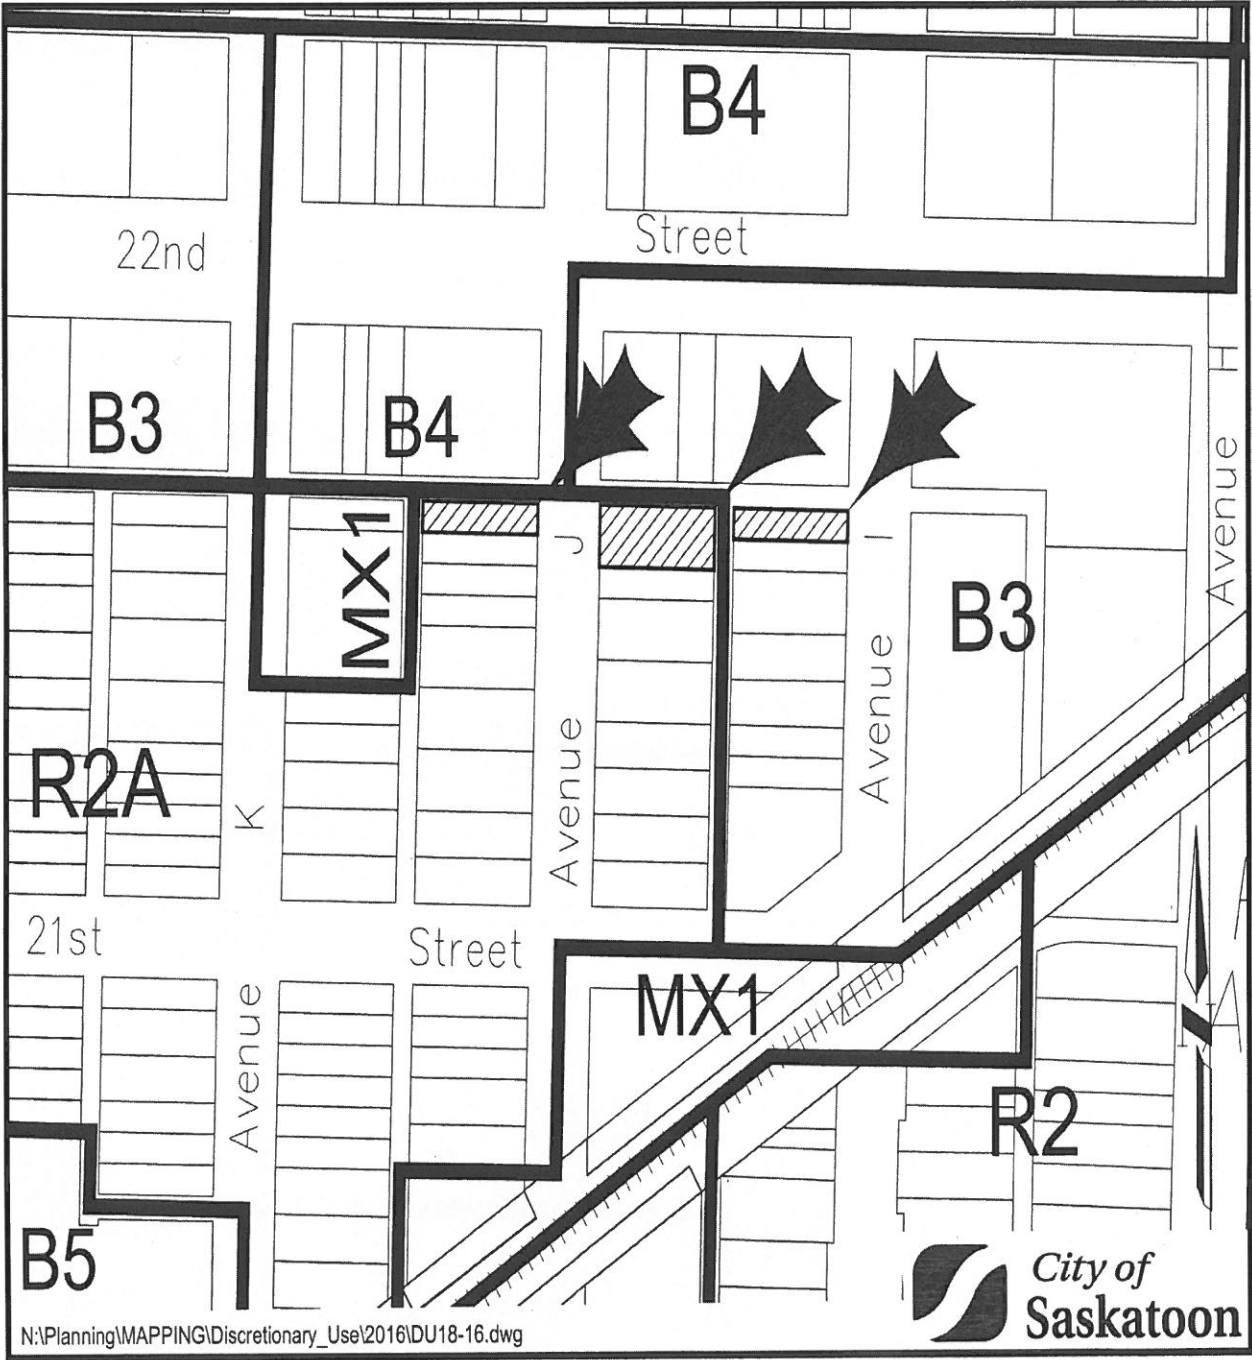 B4
22nd Street
H
Avenue
B3
B4
MX1
J
I
B3
Avenue
Avenue
R2A
K
21st Street
MX1
Avenue
R2
B5
City of
Saskatoon
N:\Planning\MAPPING\Discretionary_Use\2016\DU18-16.dwg